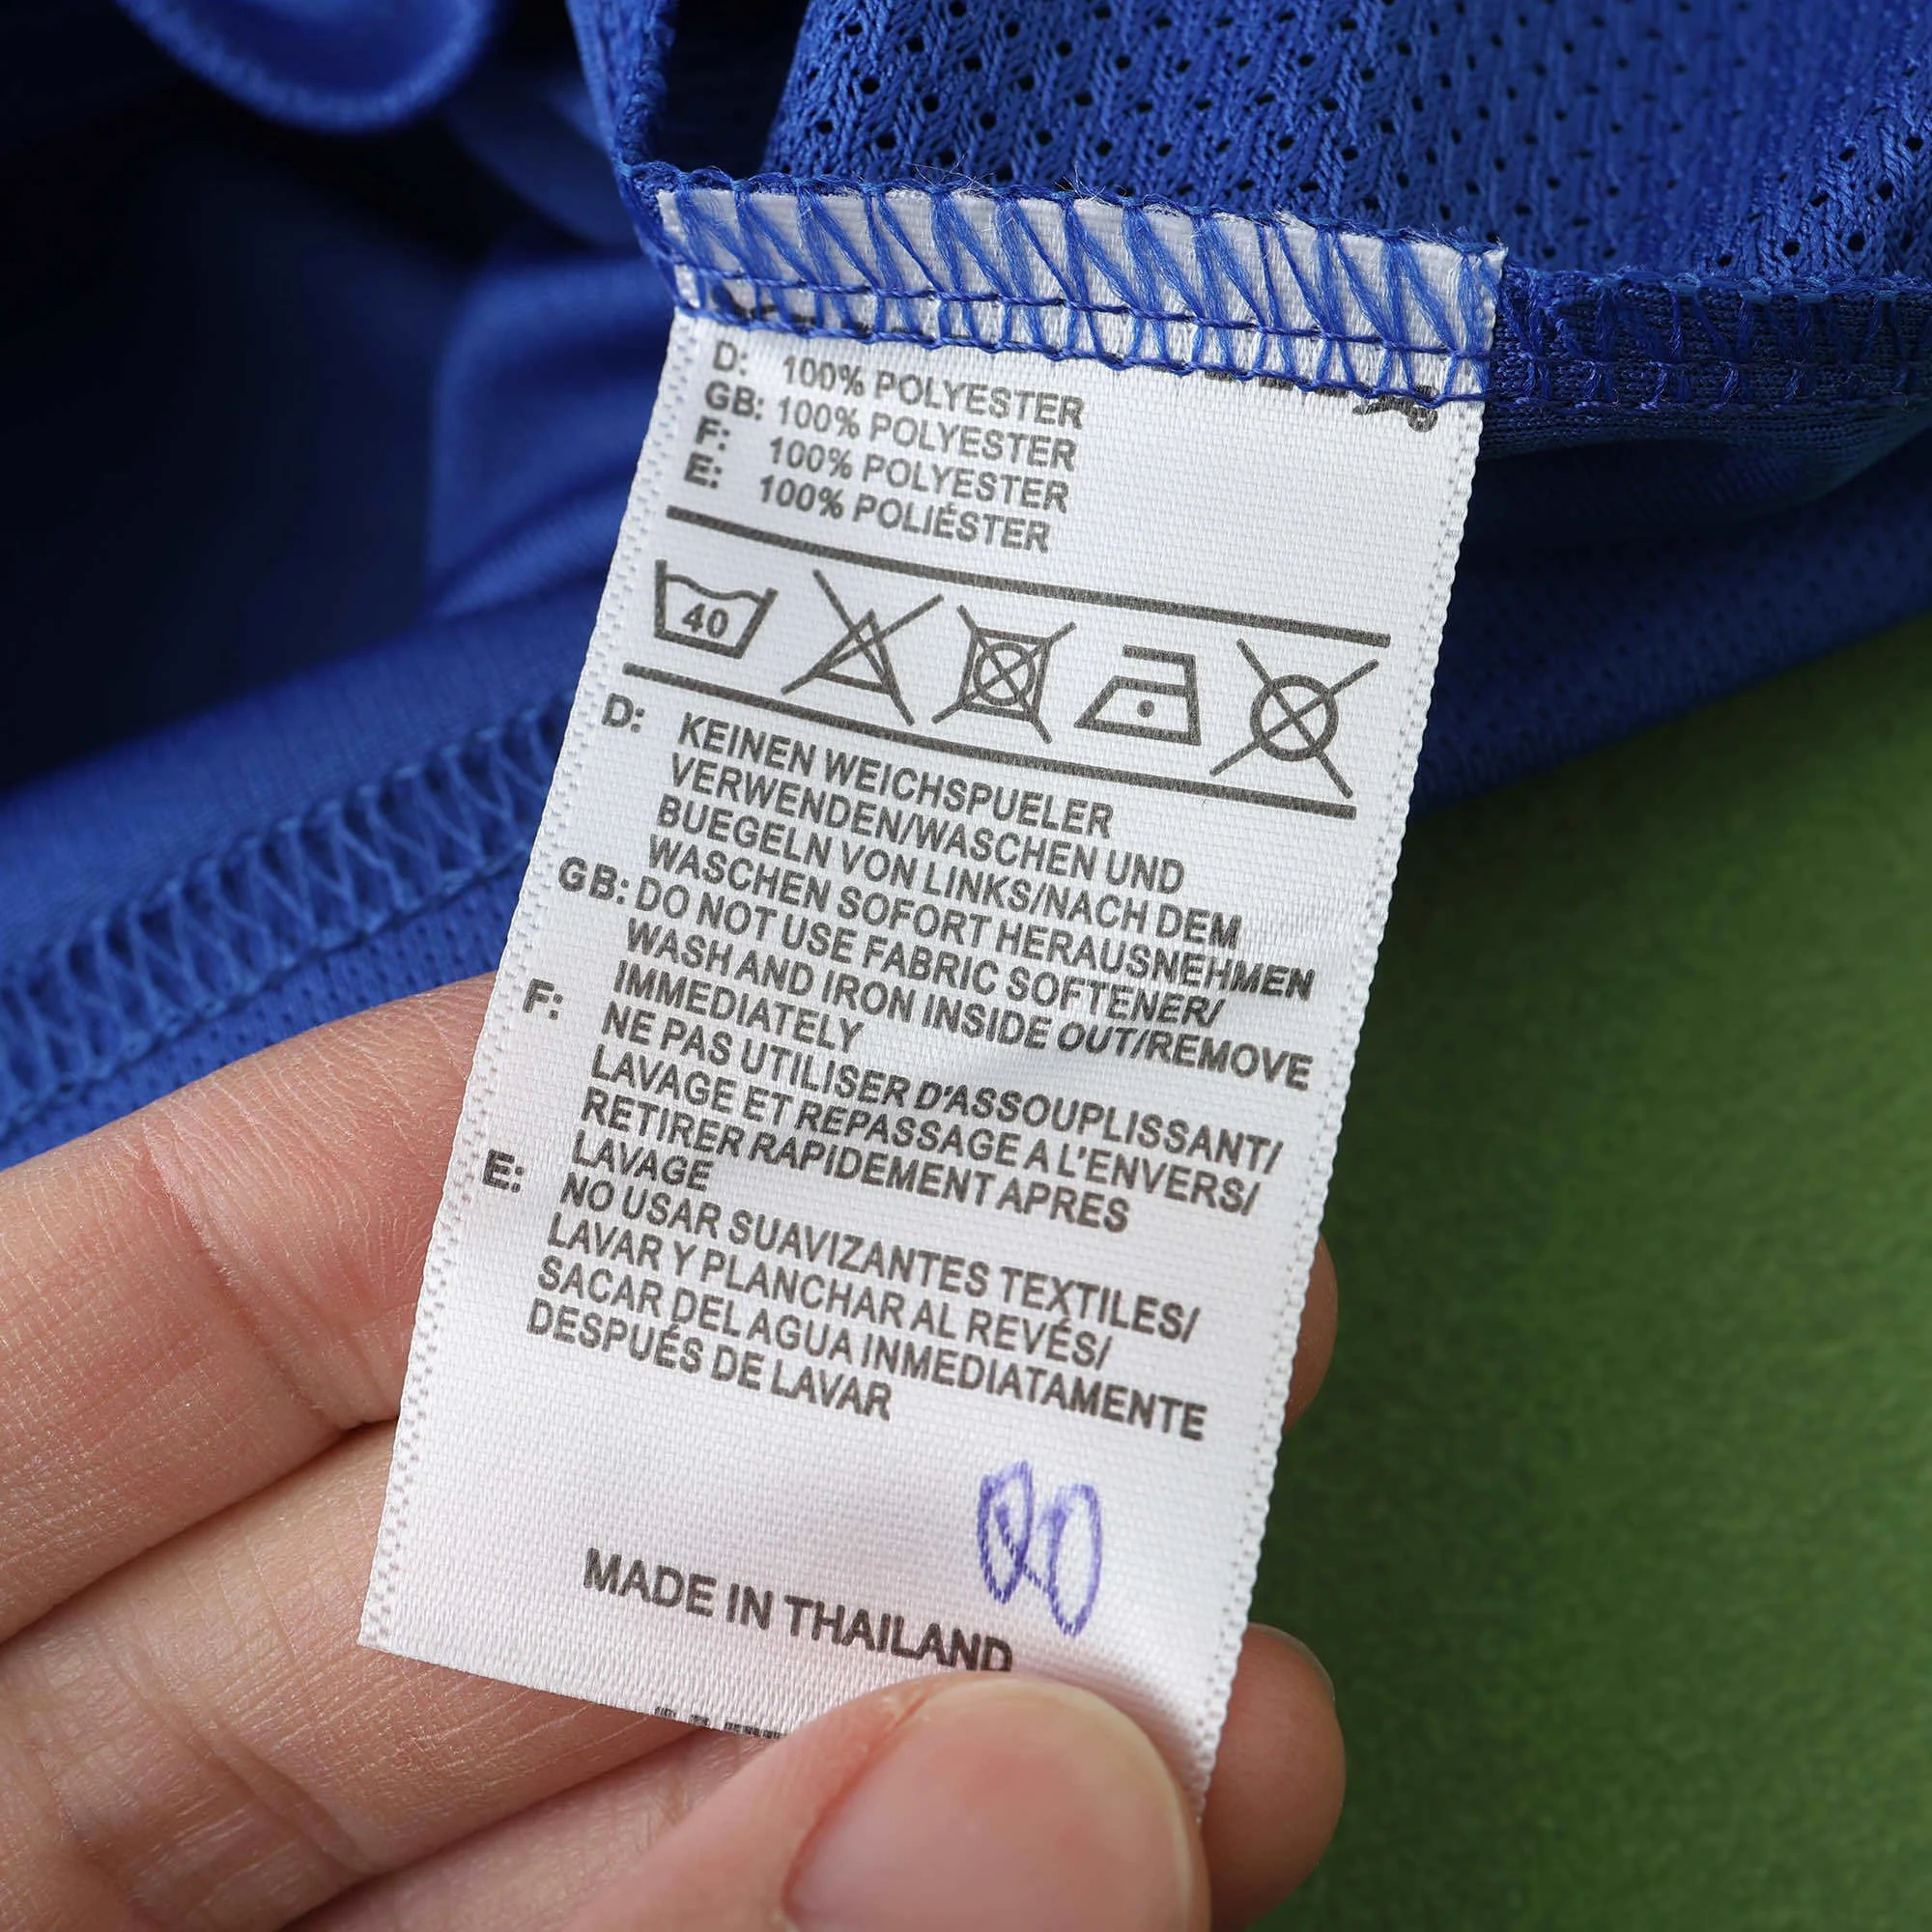 D: 100% POLYESTER
GB: 100% POLYESTER
F: 100% POLYESTER
E: 100% POLIÉSTER
40
D: KEINEN WEICHSPUELER
VERWENDEN/WASCHEN UND
BUEGELN VON LINKS/NACH DEM
WASCHEN SOFORT HERAUSNEHMEN
GB: DO NOT USE FABRIC SOFTENER/
WASH AND IRON INSIDE OUT/REMOVE
IMMEDIATELY
F: NE PAS UTILISER D'ASSOUPLISSANT/
LAVAGE ET REPASSAGE A L'ENVERS/
RETIRER RAPIDEMENT APRES
LAVAGE
E: NO USAR SUAVIZANTES TEXTILES/
LAVAR Y PLANCHAR AL REVÉS/
SACAR DEL AGUA INMEDIATAMENTE
DESPUÉS DE LAVAR
MADE IN THAILAND